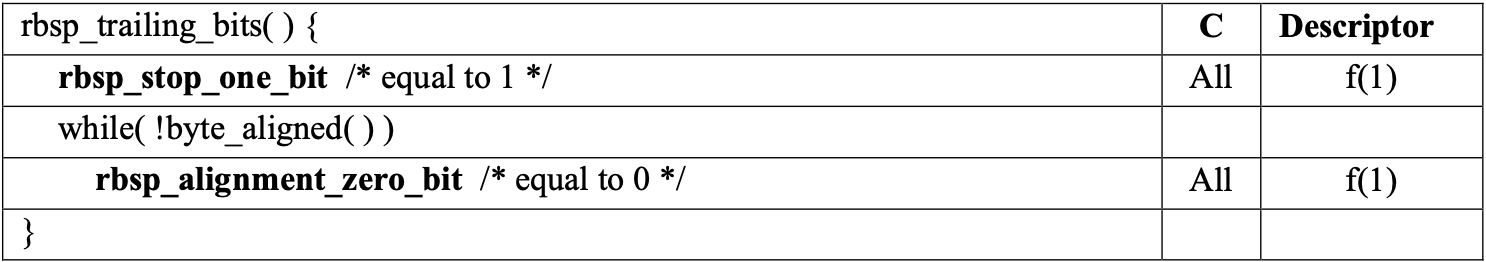 rbsp_trailing_bits( ) { C Descriptor
rbsp_stop_one_bit /* equal to 1 */ All f(1)
while( !byte_aligned( ) )
rbsp_alignment_zero_bit /* equal to 0 */ All f(1)
}